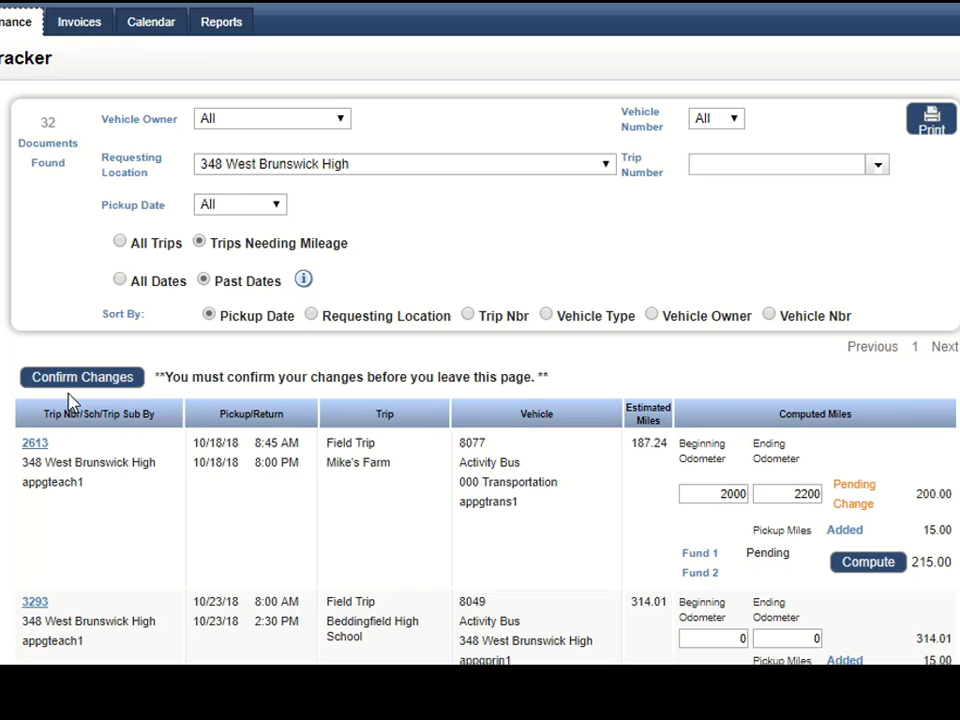 nance Invoices Calendar Reports
racker
32
Documents
Found
Vehicle Owner All
Vehicle
Number All
Print
Requesting
Location 348 West Brunswick High
Trip
Number
Pickup Date All
All Trips Trips Needing Mileage
All Dates Past Dates i
Sort By: Pickup Date Requesting Location Trip Nbr Vehicle Type Vehicle Owner Vehicle Nbr
Previous 1 Next
Confirm Changes **You must confirm your changes before you leave this page. **
Trip Nbr/Sch/Trip Sub By Pickup/Return Trip Vehicle Estimated Miles Computed Miles
2613 10/18/18 8:45 AM Field Trip 8077 187.24 Beginning Odometer Ending Odometer
348 West Brunswick High 10/18/18 8:00 PM Mike's Farm Activity Bus
appgteach1 000 Transportation
appgtrans1 2000 2200 Pending Change 200.00
Pickup Miles Added 15.00
Fund 1 Pending
Fund 2 Compute 215.00
3293 10/23/18 8:00 AM Field Trip 8049 314.01 Beginning Odometer Ending Odometer
348 West Brunswick High 10/23/18 2:30 PM Beddingfield High School Activity Bus
appgteach1 348 West Brunswick High 0 0 314.01
appgprin1 Pickup Miles Added 15.00